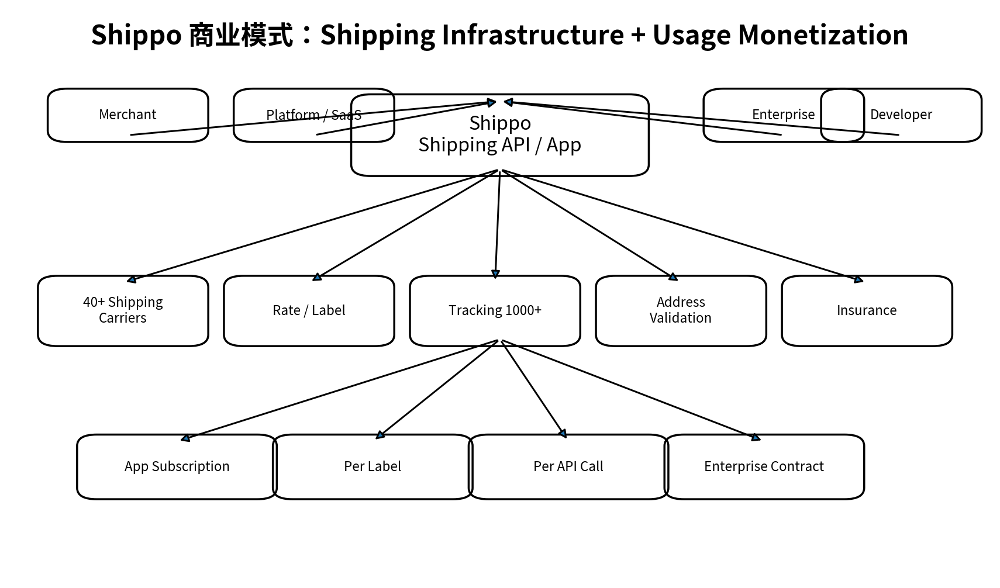 Shippo 商业模式：Shipping Infrastructure + Usage Monetization
Merchant
Platform / SaaS
Shippo
Shipping API / App
Enterprise
Developer
40+ Shipping
Carriers
Rate / Label
Tracking 1000+
Address
Validation
Insurance
App Subscription
Per Label
Per API Call
Enterprise Contract